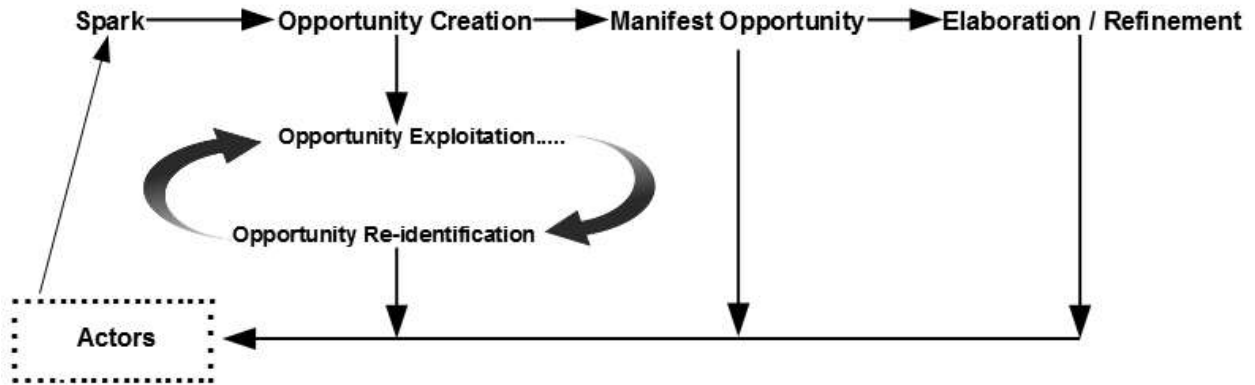 Spark Opportunity Creation Manifest Opportunity Elaboration / Refinement
Opportunity Exploitation.....
Opportunity Re-identification
Actors